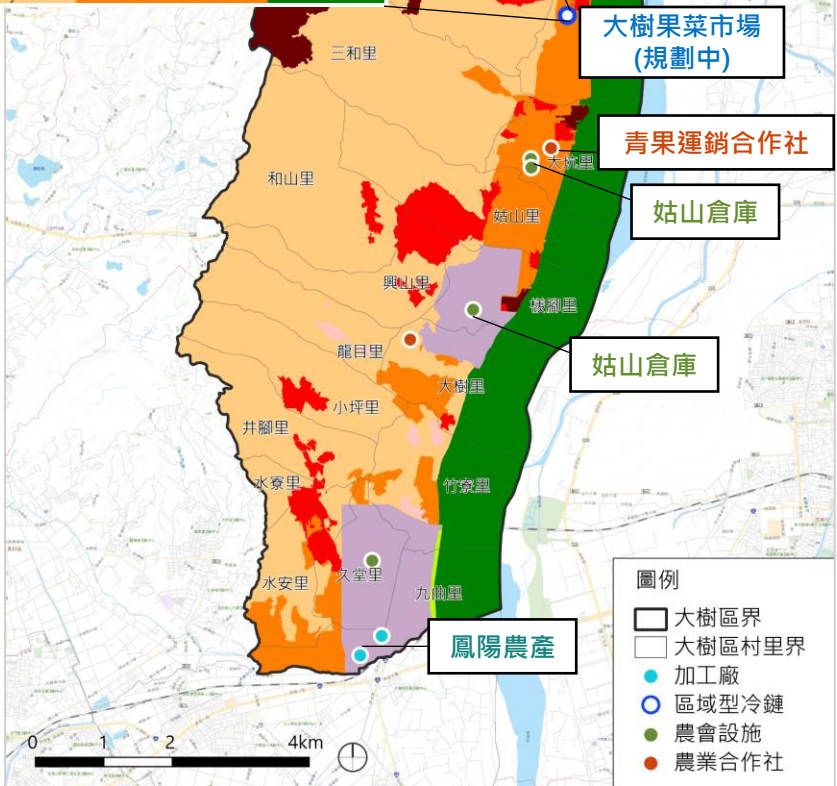 大樹果菜市場
(規劃中)
三和里
青果運銷合作社
大坑里
和山里
姑山倉庫
姑山里
興山里
檨腳里
龍目里
姑山倉庫
大樹里
小坪里
井腳里
水寮里
竹寮里
久堂里
水安里
九曲里
鳳陽農產
圖例
大樹區界
大樹區村里界
加工廠
區域型冷鏈
農會設施
農業合作社
0 1 2 4km